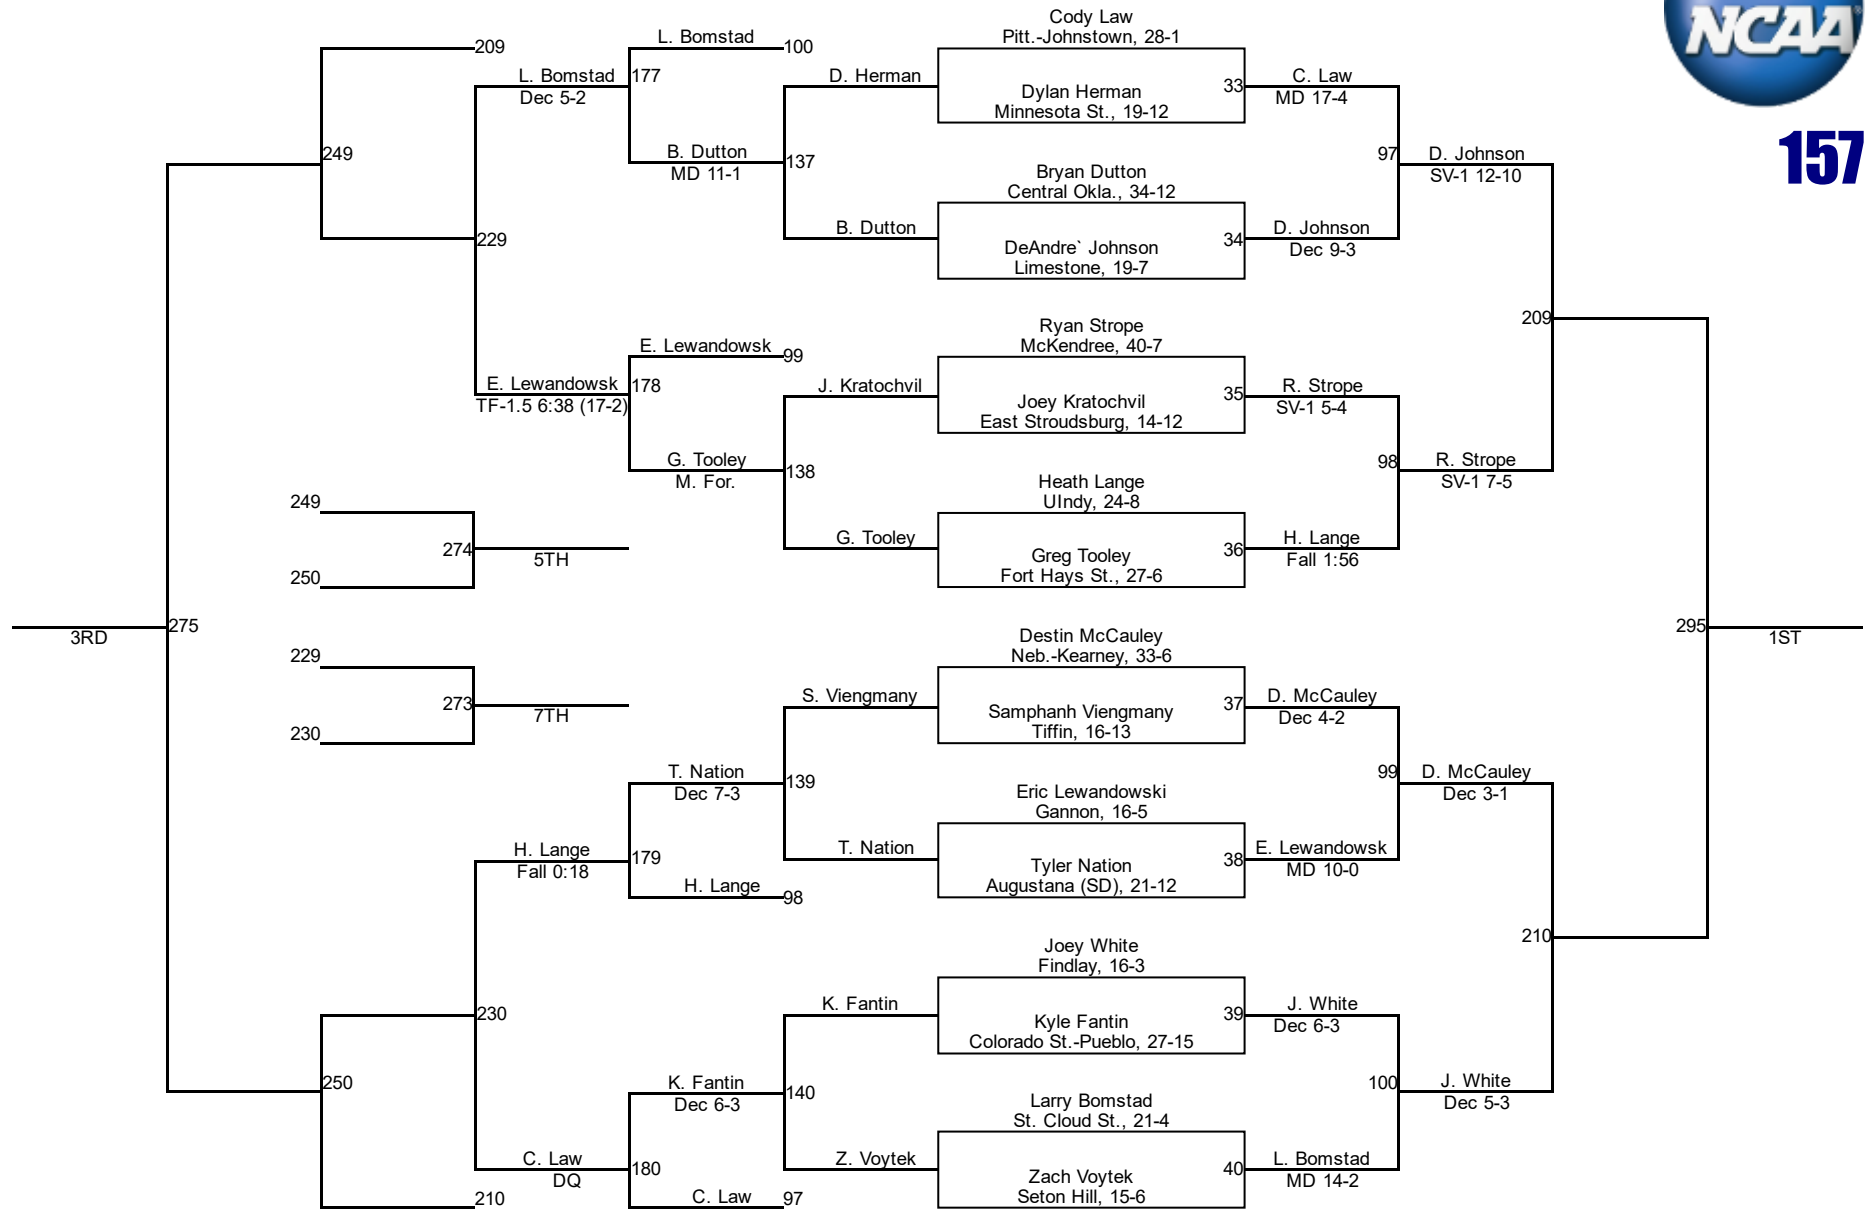 NCAA
157
209
249
L. Bomstad
Dec 5-2
229
E. Lewandowsk
TF-1.5 6:38 (17-2)
L. Bomstad
100
177
B. Dutton
MD 11-1
137
D. Herman
B. Dutton
E. Lewandowsk
99
178
G. Tooley
M. For.
138
J. Kratochvil
G. Tooley
249
250
274
5TH
229
230
273
7TH
3RD
275
T. Nation
Dec 7-3
139
S. Viengmany
T. Nation
H. Lange
Fall 0:18
179
H. Lange
98
230
250
210
K. Fantin
Dec 6-3
140
K. Fantin
Z. Voytek
C. Law
DQ
180
C. Law
97
Cody Law
Pitt.-Johnstown, 28-1
Dylan Herman
Minnesota St., 19-12
33
Bryan Dutton
Central Okla., 34-12
DeAndre` Johnson
Limestone, 19-7
34
Ryan Strope
McKendree, 40-7
Joey Kratochvil
East Stroudsburg, 14-12
35
Heath Lange
UIndy, 24-8
Greg Tooley
Fort Hays St., 27-6
36
Destin McCauley
Neb.-Kearney, 33-6
Samphanh Viengmany
Tiffin, 16-13
37
Eric Lewandowski
Gannon, 16-5
Tyler Nation
Augustana (SD), 21-12
38
Joey White
Findlay, 16-3
Kyle Fantin
Colorado St.-Pueblo, 27-15
39
Larry Bomstad
St. Cloud St., 21-4
Zach Voytek
Seton Hill, 15-6
40
C. Law
MD 17-4
97
D. Johnson
Dec 9-3
D. Johnson
SV-1 12-10
R. Strope
SV-1 5-4
98
H. Lange
Fall 1:56
R. Strope
SV-1 7-5
209
D. McCauley
Dec 4-2
99
E. Lewandowsk
MD 10-0
D. McCauley
Dec 3-1
J. White
Dec 6-3
100
L. Bomstad
MD 14-2
J. White
Dec 5-3
210
295
1ST